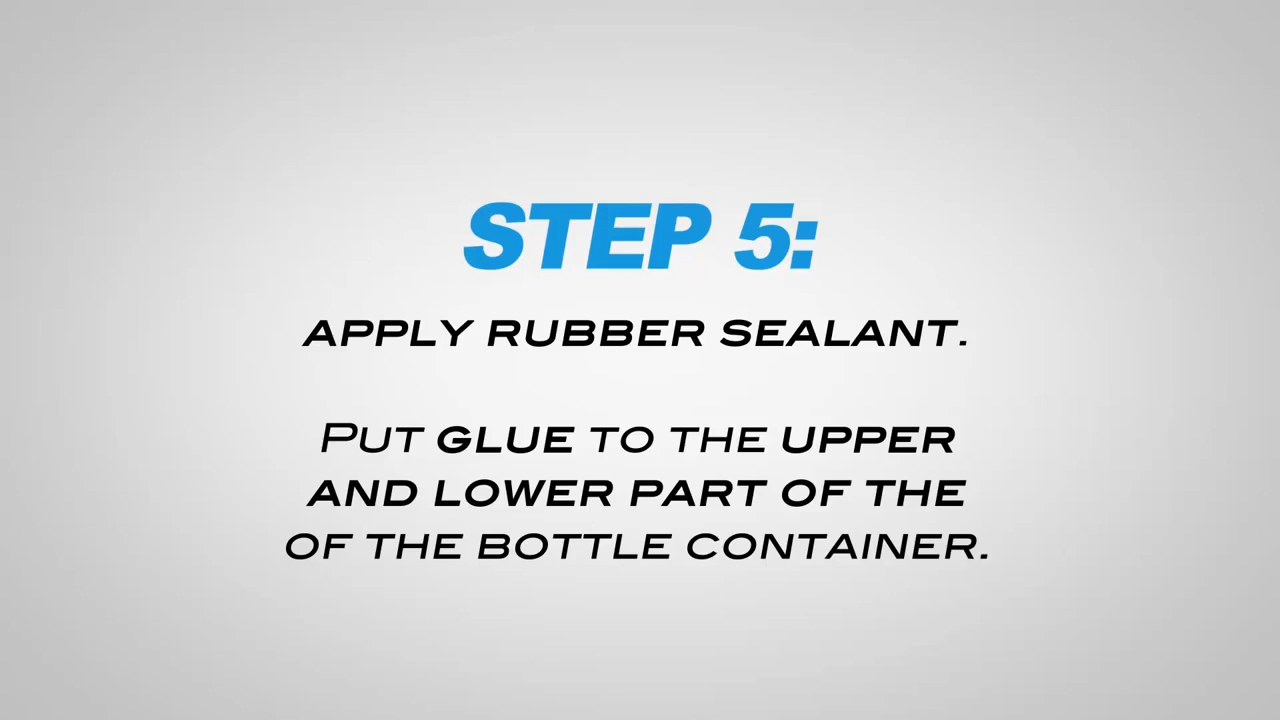 STEP 5:
APPLY RUBBER SEALANT.
PUT GLUE TO THE UPPER
AND LOWER PART OF THE
OF THE BOTTLE CONTAINER.